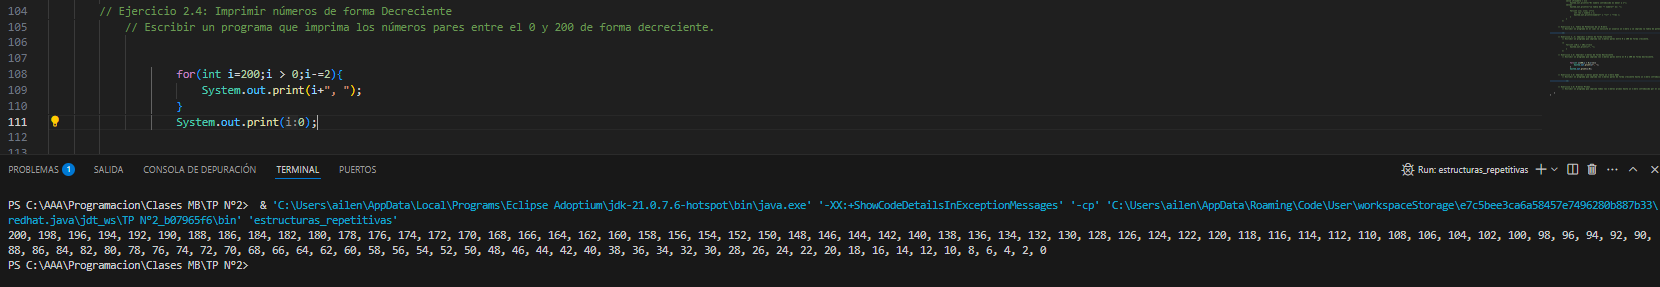 104 // Ejercicio 2.4: Imprimir números de forma Decreciente
105 // Escribir un programa que imprima los números pares entre el 0 y 200 de forma decreciente.
106
107
108 for(int i=200;i > 0;i-=2){
109 System.out.print(i+", ");
110 }
111 System.out.print(i:0);
112
113
PROBLEMAS 1 SALIDA CONSOLA DE DEPURACIÓN TERMINAL PUERTOS Run: estructuras_repetitivas
PS C:\AAA\Programacion\Clases MB\TP Nº2> & 'C:\Users\ailen\AppData\Local\Programs\Eclipse Adoptium\jdk-21.0.7.6-hotspot\bin\java.exe' '-XX:+ShowCodeDetailsInExceptionMessages' '-cp' 'C:\Users\ailen\AppData\Roaming\Code\User\workspaceStorage\e7c5bee3ca6a58457e7496280b887b33\
redhat.java\jdt_ws\TP Nº2_b07965f6\bin' 'estructuras_repetitivas'
200, 198, 196, 194, 192, 190, 188, 186, 184, 182, 180, 178, 176, 174, 172, 170, 168, 166, 164, 162, 160, 158, 156, 154, 152, 150, 148, 146, 144, 142, 140, 138, 136, 134, 132, 130, 128, 126, 124, 122, 120, 118, 116, 114, 112, 110, 108, 106, 104, 102, 100, 98, 96, 94, 92, 90,
88, 86, 84, 82, 80, 78, 76, 74, 72, 70, 68, 66, 64, 62, 60, 58, 56, 54, 52, 50, 48, 46, 44, 42, 40, 38, 36, 34, 32, 30, 28, 26, 24, 22, 20, 18, 16, 14, 12, 10, 8, 6, 4, 2, 0
PS C:\AAA\Programacion\Clases MB\TP Nº2>